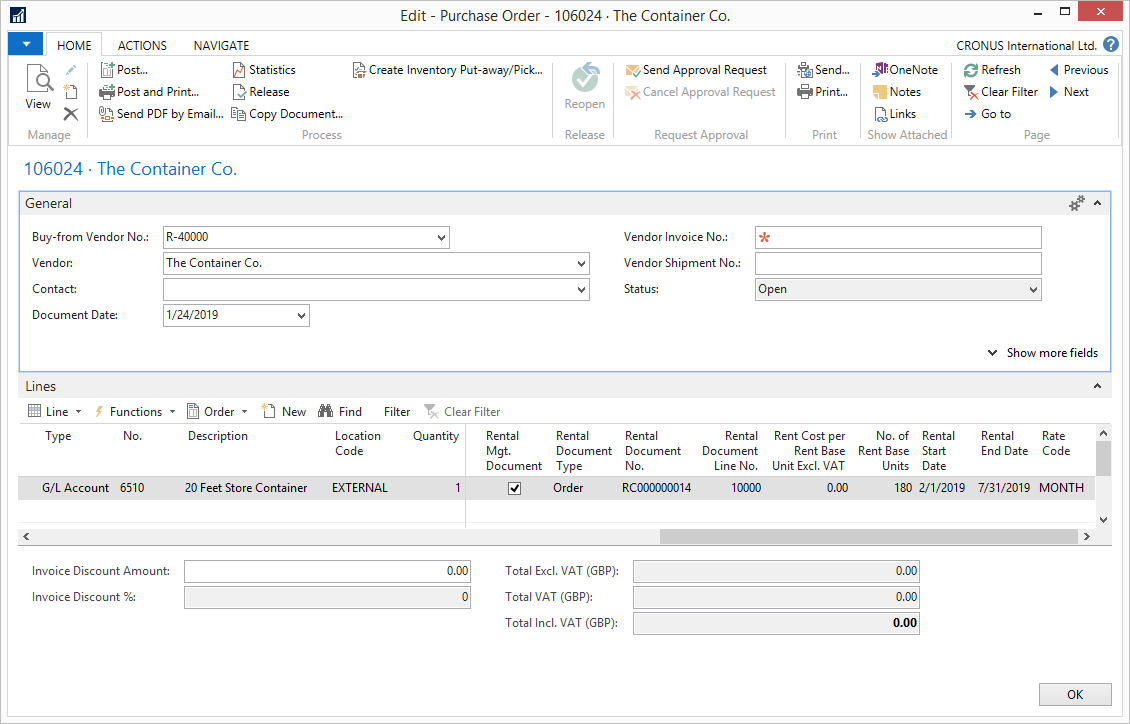 Edit - Purchase Order - 106024 · The Container Co.
HOME ACTIONS NAVIGATE CRONUS International Ltd. ?
View
Manage
Post...
Post and Print...
Send PDF by Email...
Statistics
Release
Copy Document...
Create Inventory Put-away/Pick...
Process
Reopen
Release
Send Approval Request
Cancel Approval Request
Request Approval
Send...
Print...
Print
OneNote
Notes
Links
Show Attached
Refresh
Clear Filter
Go to
Previous
Next
Page
106024 · The Container Co.
General
Buy-from Vendor No.: R-40000
Vendor: The Container Co.
Contact:
Document Date: 1/24/2019
Vendor Invoice No.: *
Vendor Shipment No.:
Status: Open
Show more fields
Lines
Line Functions Order New Find Filter Clear Filter
Type No. Description Location Code Quantity Rental Mgt. Document Rental Document Type Rental Document No. Rental Document Line No. Rent Cost per Rent Base Unit Excl. VAT No. of Rent Base Units Rental Start Date Rental End Date Rate Code
G/L Account 6510 20 Feet Store Container EXTERNAL 1 Order RC000000014 10000 0.00 180 2/1/2019 7/31/2019 MONTH
Invoice Discount Amount: 0.00
Invoice Discount %: 0
Total Excl. VAT (GBP): 0.00
Total VAT (GBP): 0.00
Total Incl. VAT (GBP): 0.00
OK